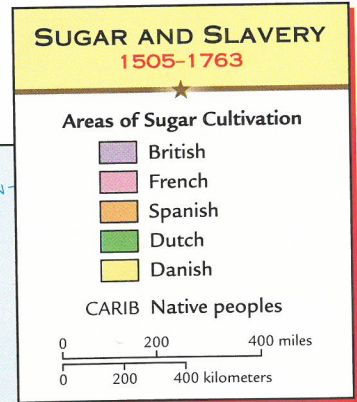 SUGAR AND SLAVERY
1505–1763
Areas of Sugar Cultivation
British
French
Spanish
Dutch
Danish
CARIB Native peoples
0 200 400 miles
0 200 400 kilometers